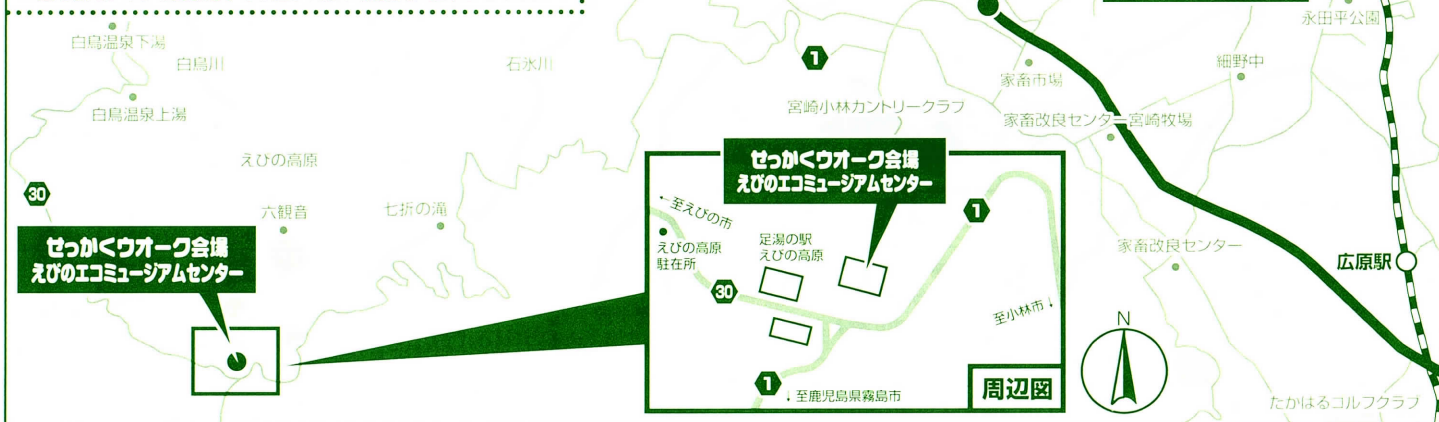 永田平公園
白鳥温泉下湯
白鳥川
石氷川
1
家畜市場
細野中
白鳥温泉上湯
宮崎小林カントリークラブ
家畜改良センター宮崎牧場
えびの高原
せっかくウオーク会場
えびのエコミュージアムセンター
30
六観音
七折の滝
←至えびの市
1
せっかくウオーク会場
えびのエコミュージアムセンター
えびの高原
駐在所
足湯の駅
えびの高原
家畜改良センター
広原駅
30
至小林市↓
N
1
↓至鹿児島県霧島市
周辺図
たかはるゴルフクラブ